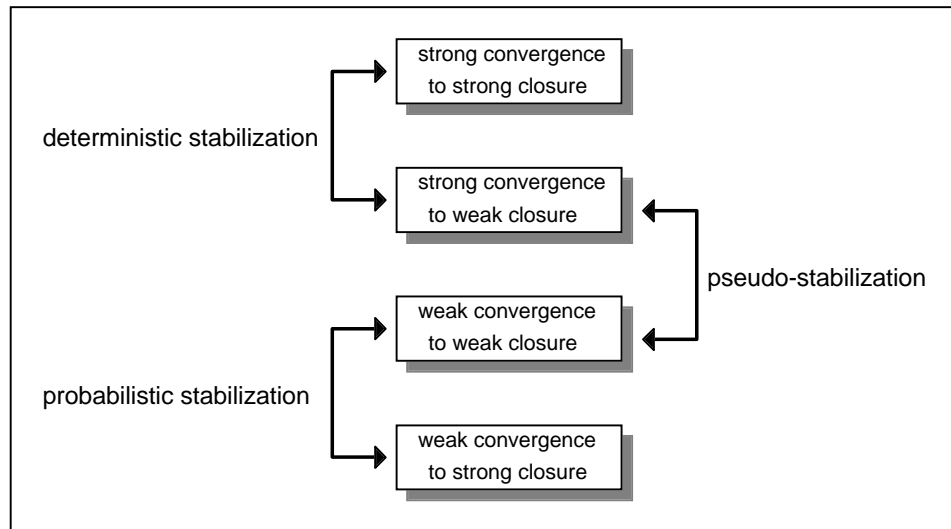 strong convergence
to strong closure
deterministic stabilization
strong convergence
to weak closure
pseudo-stabilization
weak convergence
to weak closure
probabilistic stabilization
weak convergence
to strong closure